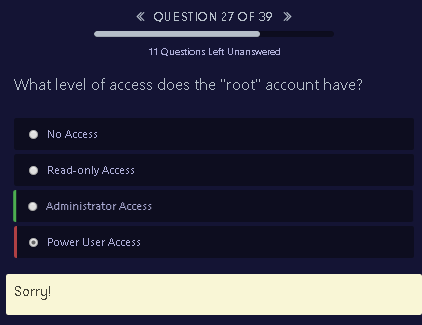 « QUESTION 27 OF 39 »
11 Questions Left Unanswered
What level of access does the "root" account have?
No Access
Read-only Access
Administrator Access
Power User Access
Sorry!